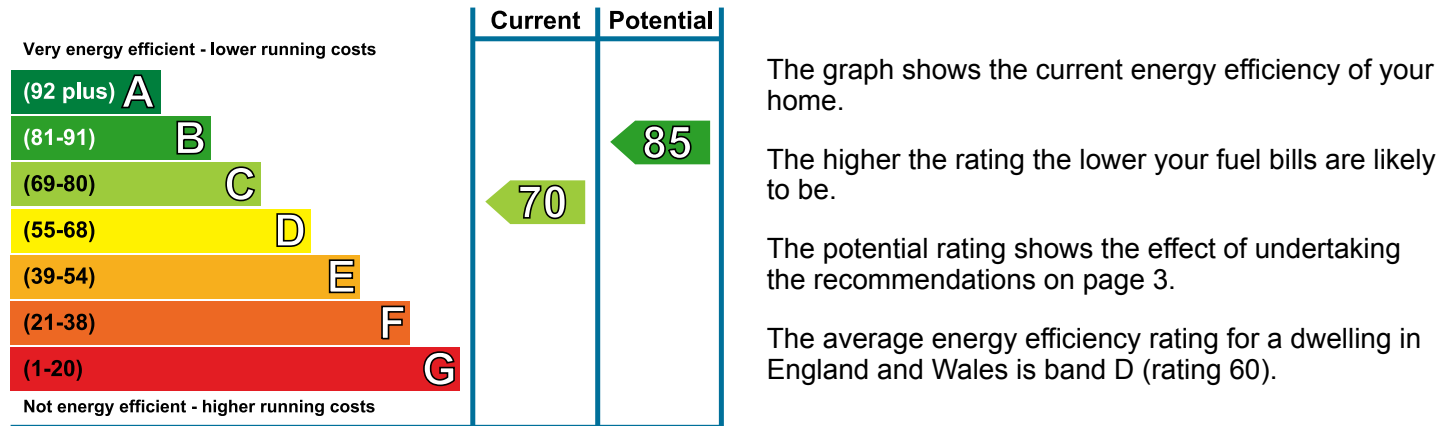 Current Potential
Very energy efficient - lower running costs
(92 plus) A
(81-91) B
85
(69-80) C
70
(55-68) D
(39-54) E
(21-38) F
(1-20) G
Not energy efficient - higher running costs
The graph shows the current energy efficiency of your
home.
The higher the rating the lower your fuel bills are likely
to be.
The potential rating shows the effect of undertaking
the recommendations on page 3.
The average energy efficiency rating for a dwelling in
England and Wales is band D (rating 60).